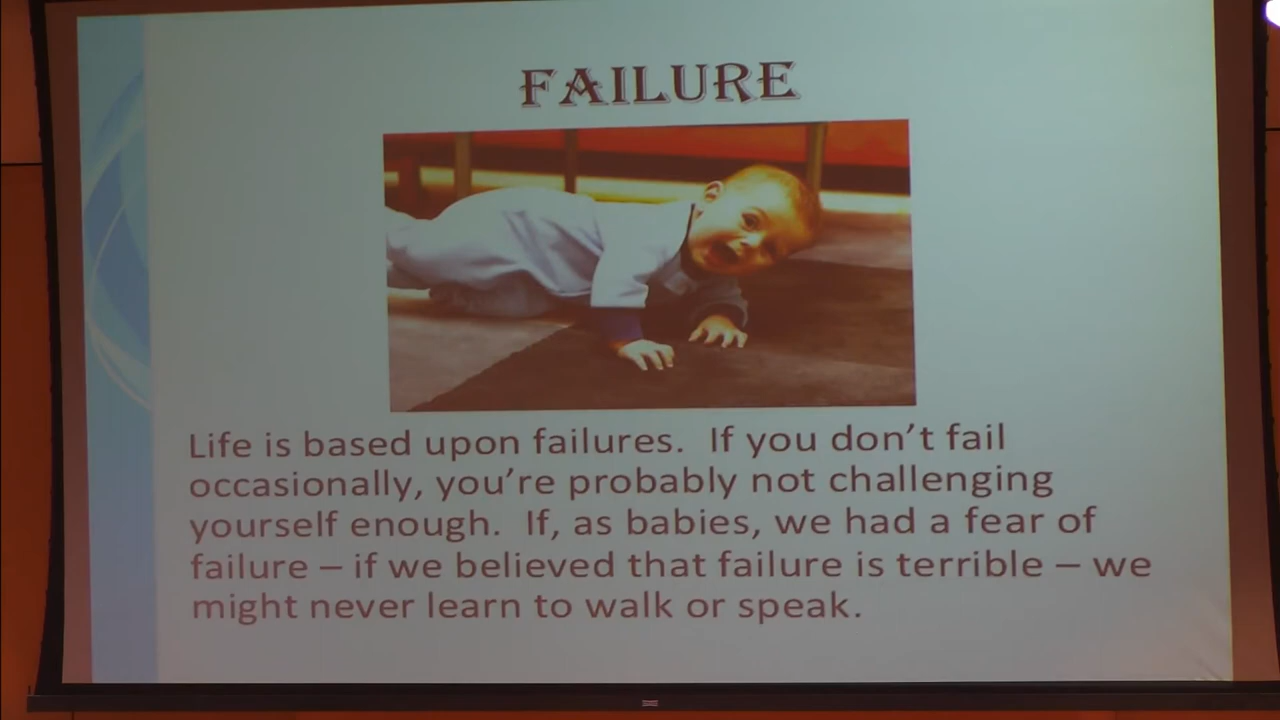 FAILURE
Life is based upon failures.  If you don't fail
occasionally, you're probably not challenging
yourself enough.  If, as babies, we had a fear of
failure – if we believed that failure is terrible – we
might never learn to walk or speak.